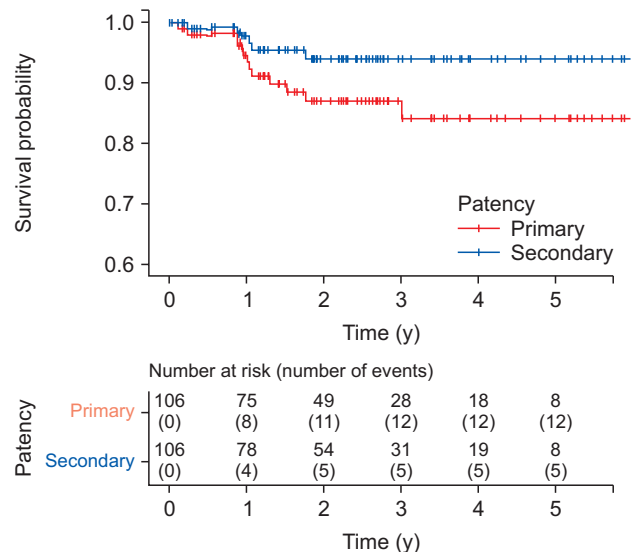 Survival probability
1.0
0.9
0.8
0.7
0.6
Patency
Primary
Secondary
0 1 2 3 4 5
Time (y)
Number at risk (number of events)
Patency
Primary
106 75 49 28 18 8
(0) (8) (11) (12) (12) (12)
Secondary
106 78 54 31 19 8
(0) (4) (5) (5) (5) (5)
0 1 2 3 4 5
Time (y)